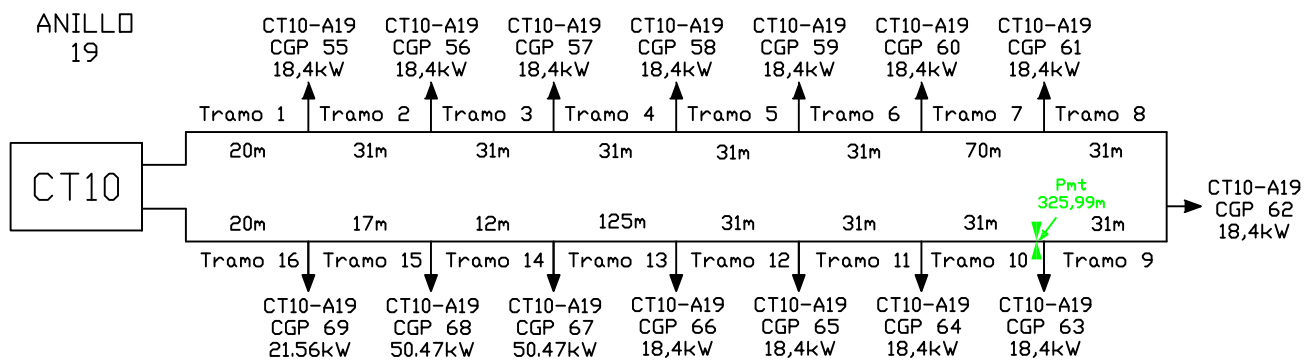 ANILLO
19
CT10-A19
CGP 55
18,4kW
CT10-A19
CGP 56
18,4kW
CT10-A19
CGP 57
18,4kW
CT10-A19
CGP 58
18,4kW
CT10-A19
CGP 59
18,4kW
CT10-A19
CGP 60
18,4kW
CT10-A19
CGP 61
18,4kW
Tramo 1
Tramo 2
Tramo 3
Tramo 4
Tramo 5
Tramo 6
Tramo 7
Tramo 8
20m
31m
31m
31m
31m
31m
70m
31m
CT10
Pmt
325,99m
CT10-A19
CGP 62
18,4kW
20m
17m
12m
125m
31m
31m
31m
31m
Tramo 16
Tramo 15
Tramo 14
Tramo 13
Tramo 12
Tramo 11
Tramo 10
Tramo 9
CT10-A19
CGP 69
21.56kW
CT10-A19
CGP 68
50.47kW
CT10-A19
CGP 67
50.47kW
CT10-A19
CGP 66
18,4kW
CT10-A19
CGP 65
18,4kW
CT10-A19
CGP 64
18,4kW
CT10-A19
CGP 63
18,4kW